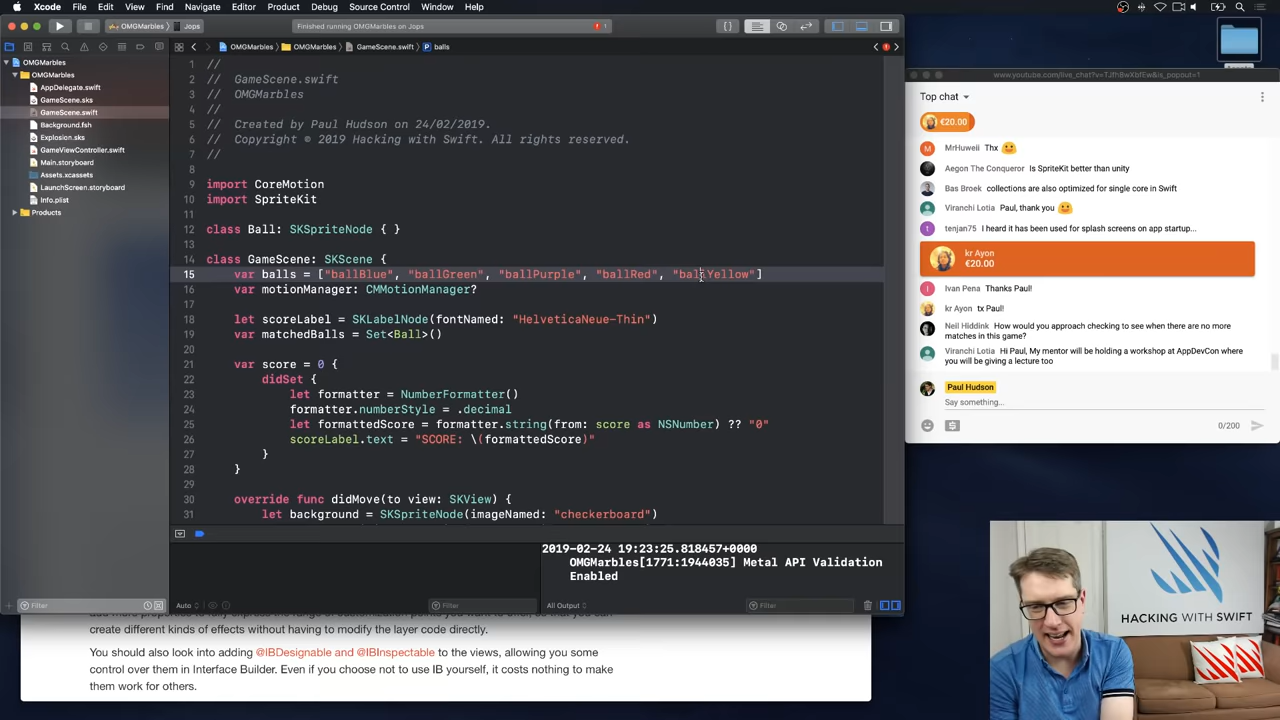 Xcode File Edit View Find Navigate Editor Product Debug Source Control Window Help
OMGMarbles Jops
Finished running OMGMarbles on Jops
OMGMarbles OMGMarbles GameScene.swift P balls
OMGMarbles
OMGMarbles
AppDelegate.swift
GameScene.sks
GameScene.swift
Background.fsh
Explosion.sks
GameViewController.swift
Main.storyboard
Assets.xcassets
LaunchScreen.storyboard
Info.plist
Products
1 //
2 // GameScene.swift
3 // OMGMarbles
4 //
5 // Created by Paul Hudson on 24/02/2019.
6 // Copyright © 2019 Hacking with Swift. All rights reserved.
7 //
8
9 import CoreMotion
10 import SpriteKit
11
12 class Ball: SKSpriteNode { }
13
14 class GameScene: SKScene {
15 var balls = ["ballBlue", "ballGreen", "ballPurple", "ballRed", "ballYellow"]
16 var motionManager: CMMotionManager?
17
18 let scoreLabel = SKLabelNode(fontNamed: "HelveticaNeue-Thin")
19 var matchedBalls = Set<Ball>()
20
21 var score = 0 {
22 didSet {
23 let formatter = NumberFormatter()
24 formatter.numberStyle = .decimal
25 let formattedScore = formatter.string(from: score as NSNumber) ?? "0"
26 scoreLabel.text = "SCORE: \(formattedScore)"
27 }
28 }
29
30 override func didMove(to view: SKView) {
31 let background = SKSpriteNode(imageNamed: "checkerboard")
2019-02-24 19:23:25.818457+0000
OMGMarbles[1771:1944035] Metal API Validation
Enabled
Filter
Auto
Filter
All Output
Filter
create different kinds of effects without having to modify the layer code directly.
You should also look into adding @IBDesignable and @IBInspectable to the views, allowing you some
control over them in Interface Builder. Even if you choose not to use IB yourself, it costs nothing to make
them work for others.
www.youtube.com/live_chat?v=TJfhBwXbfEw&is_popout=1
Top chat
€20.00
M MrHuweii Thx
Aegon The Conqueror Is SpriteKit better than unity
Bas Broek collections are also optimized for single core in Swift
Viranchi Lotia Paul, thank you
t tenjan75 I heard it has been used for splash screens on app startup...
kr Ayon
€20.00
I Ivan Pena Thanks Paul!
kr Ayon tx Paul!
Neil Hiddink How would you approach checking to see when there are no more
matches in this game?
Viranchi Lotia Hi Paul, My mentor will be holding a workshop at AppDevCon where
you will be giving a lecture too
Paul Hudson
Say something...
0/200
HACKING WITH SWIFT